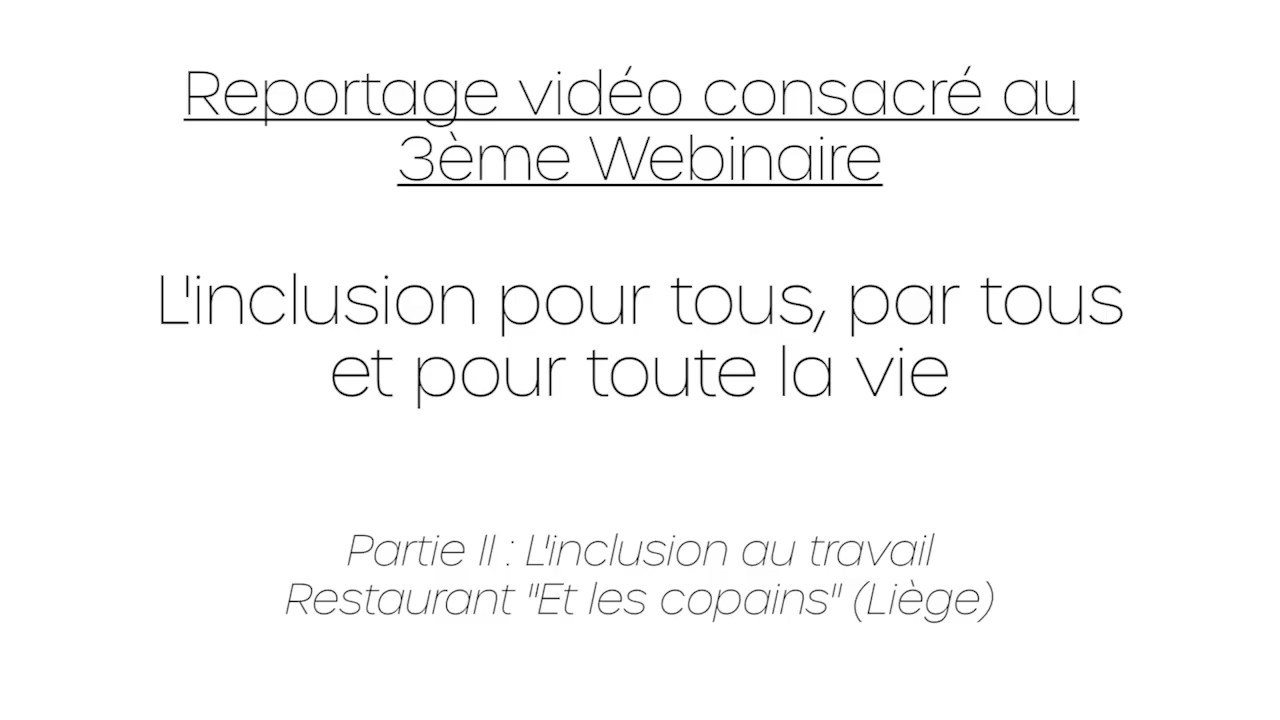 Reportage vidéo consacré au
3ème Webinaire
L'inclusion pour tous, par tous
et pour toute la vie
Partie II : L'inclusion au travail
Restaurant "Et les copains" (Liège)